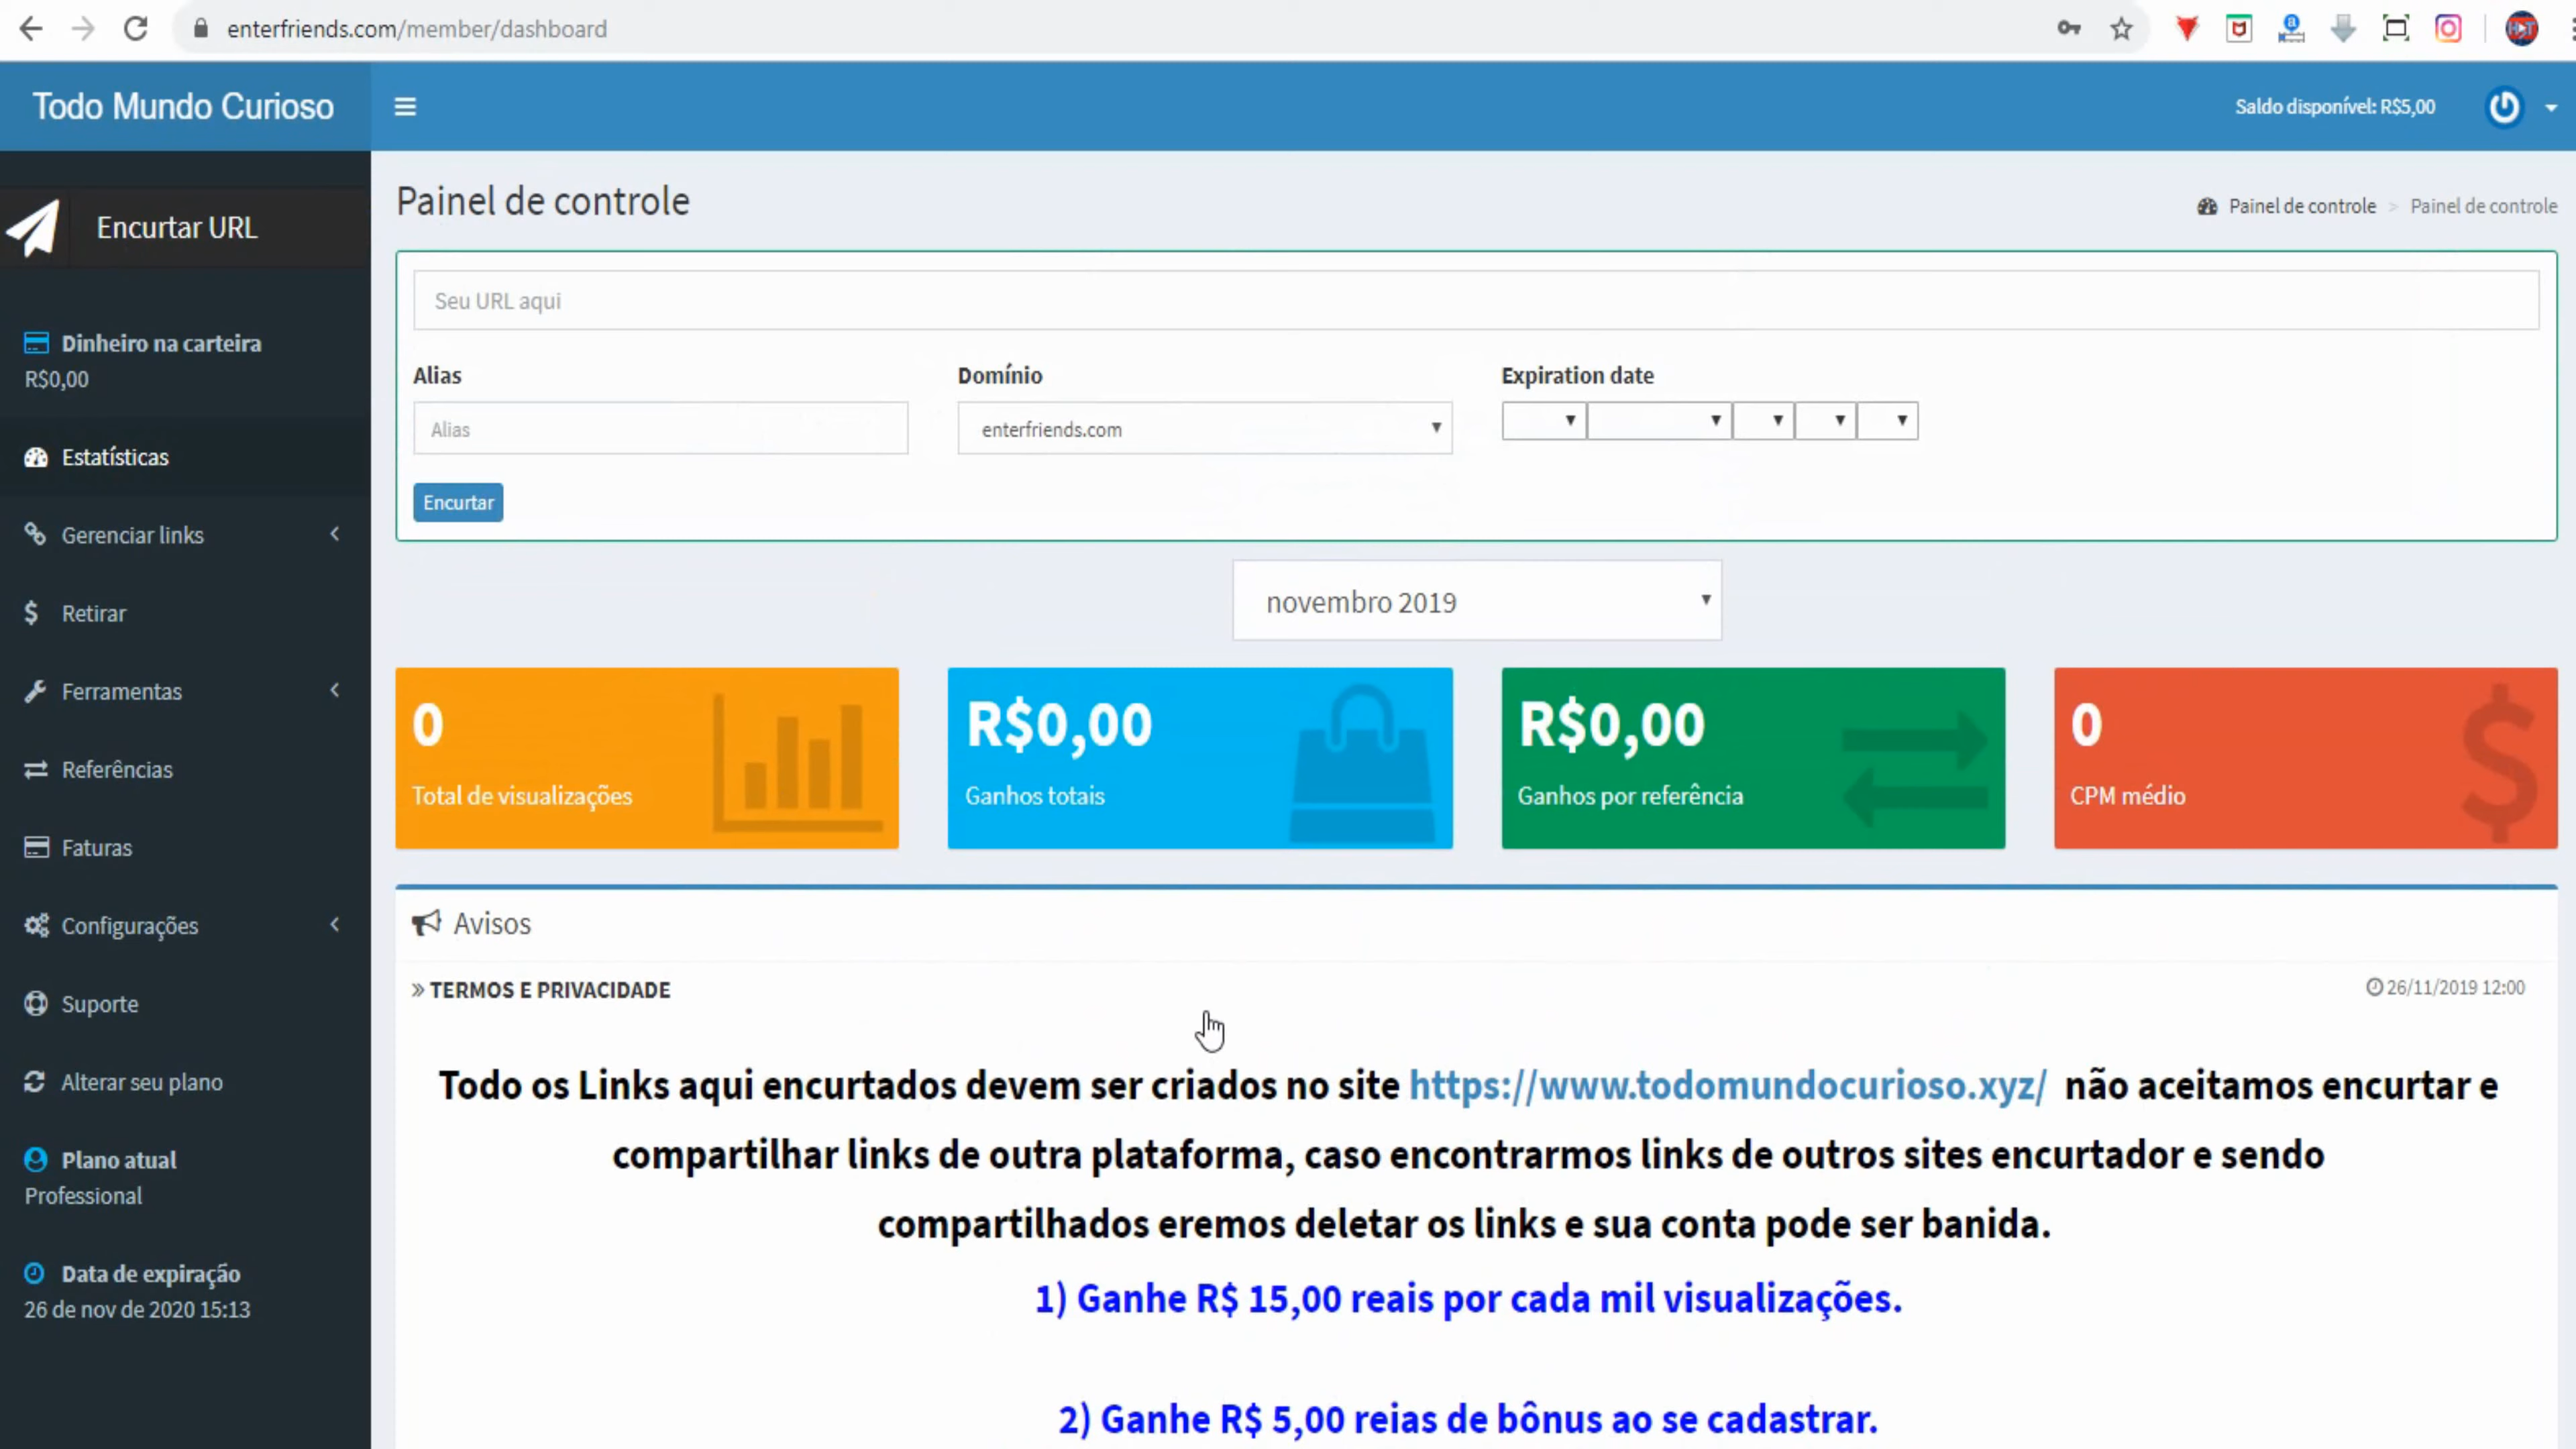 enterfriends.com/member/dashboard
Todo Mundo Curioso
Saldo disponível: R$5,00
Encurtar URL
Dinheiro na carteira
R$0,00
Estatísticas
Gerenciar links
Retirar
Ferramentas
Referências
Faturas
Configurações
Suporte
Alterar seu plano
Plano atual
Professional
Data de expiração
26 de nov de 2020 15:13
Painel de controle
Painel de controle > Painel de controle
Seu URL aqui
Alias
Domínio
Expiration date
Alias
enterfriends.com
Encurtar
novembro 2019
0
Total de visualizações
R$0,00
Ganhos totais
R$0,00
Ganhos por referência
0
CPM médio
Avisos
» TERMOS E PRIVACIDADE
26/11/2019 12:00
Todo os Links aqui encurtados devem ser criados no site https://www.todomundocurioso.xyz/ não aceitamos encurtar e
compartilhar links de outra plataforma, caso encontrarmos links de outros sites encurtador e sendo
compartilhados eremos deletar os links e sua conta pode ser banida.
1) Ganhe R$ 15,00 reais por cada mil visualizações.
2) Ganhe R$ 5,00 reias de bônus ao se cadastrar.